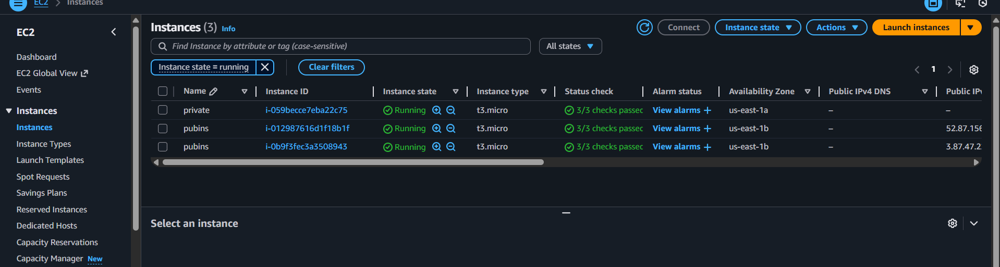 EC2 > Instances
EC2
Dashboard
EC2 Global View
Events
Instances
Instances
Instance Types
Launch Templates
Spot Requests
Savings Plans
Reserved Instances
Dedicated Hosts
Capacity Reservations
Capacity Manager New
Instances (3) Info
Connect Instance state Actions Launch instances
Find Instance by attribute or tag (case-sensitive) All states
Instance state = running Clear filters
1
Name Instance ID Instance state Instance type Status check Alarm status Availability Zone Public IPv4 DNS Public IPv
private i-059becce7eba22c75 Running t3.micro 3/3 checks passec View alarms + us-east-1a – –
pubins i-012987616d1f18b1f Running t3.micro 3/3 checks passec View alarms + us-east-1b – 52.87.156
pubins i-0b9f3fec3a3508943 Running t3.micro 3/3 checks passec View alarms + us-east-1b – 3.87.47.2
Select an instance